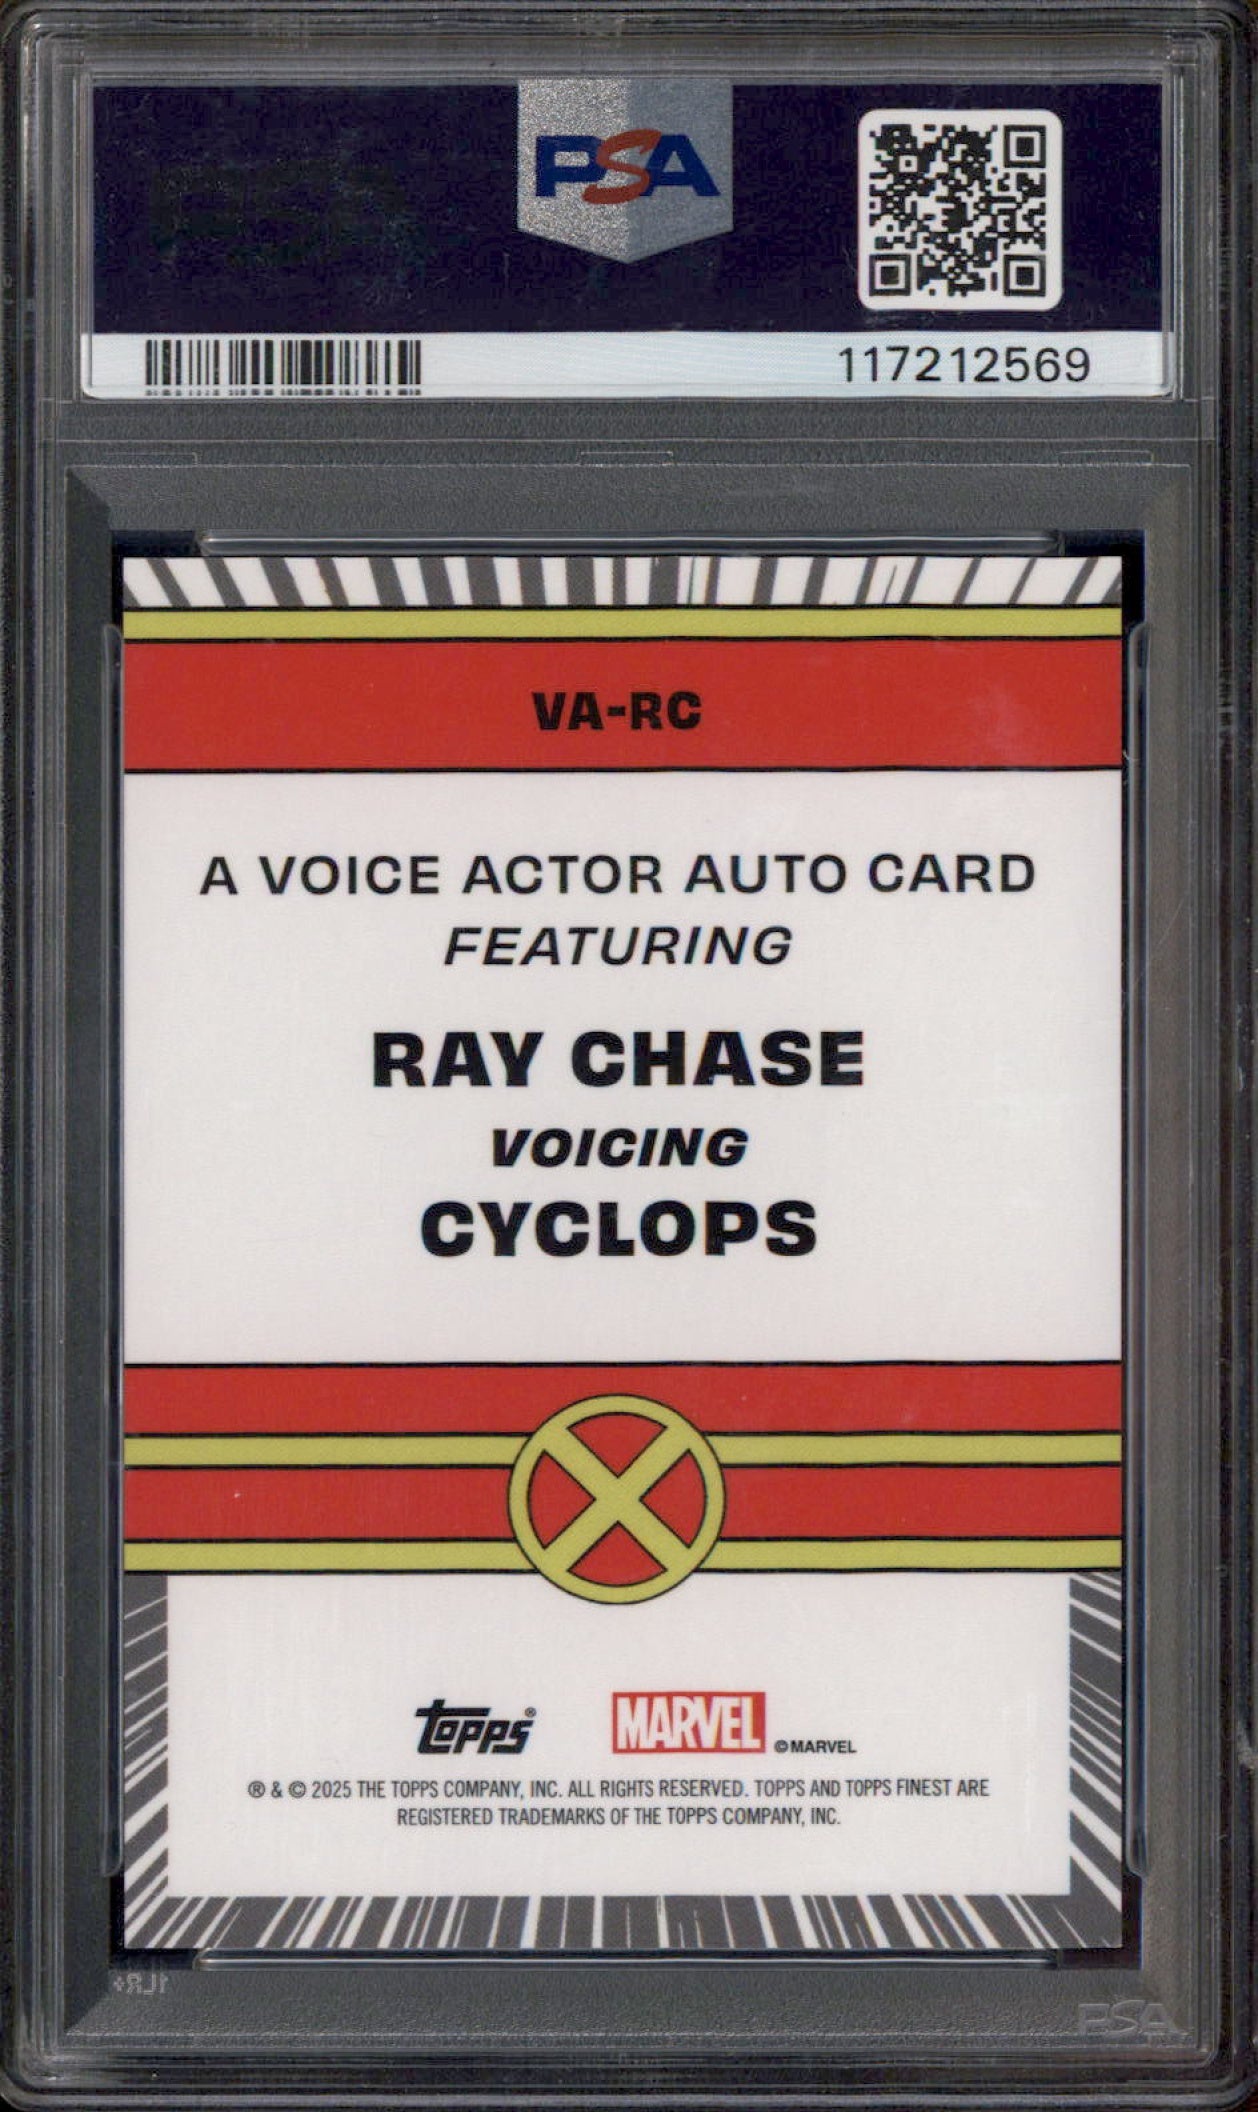 PSA
117212569
VA-RC
A VOICE ACTOR AUTO CARD
FEATURING
RAY CHASE
VOICING
CYCLOPS
topps®
MARVEL © MARVEL
® & © 2025 THE TOPPS COMPANY, INC. ALL RIGHTS RESERVED. TOPPS AND TOPPS FINEST ARE
REGISTERED TRADEMARKS OF THE TOPPS COMPANY, INC.
1LR+
PSA